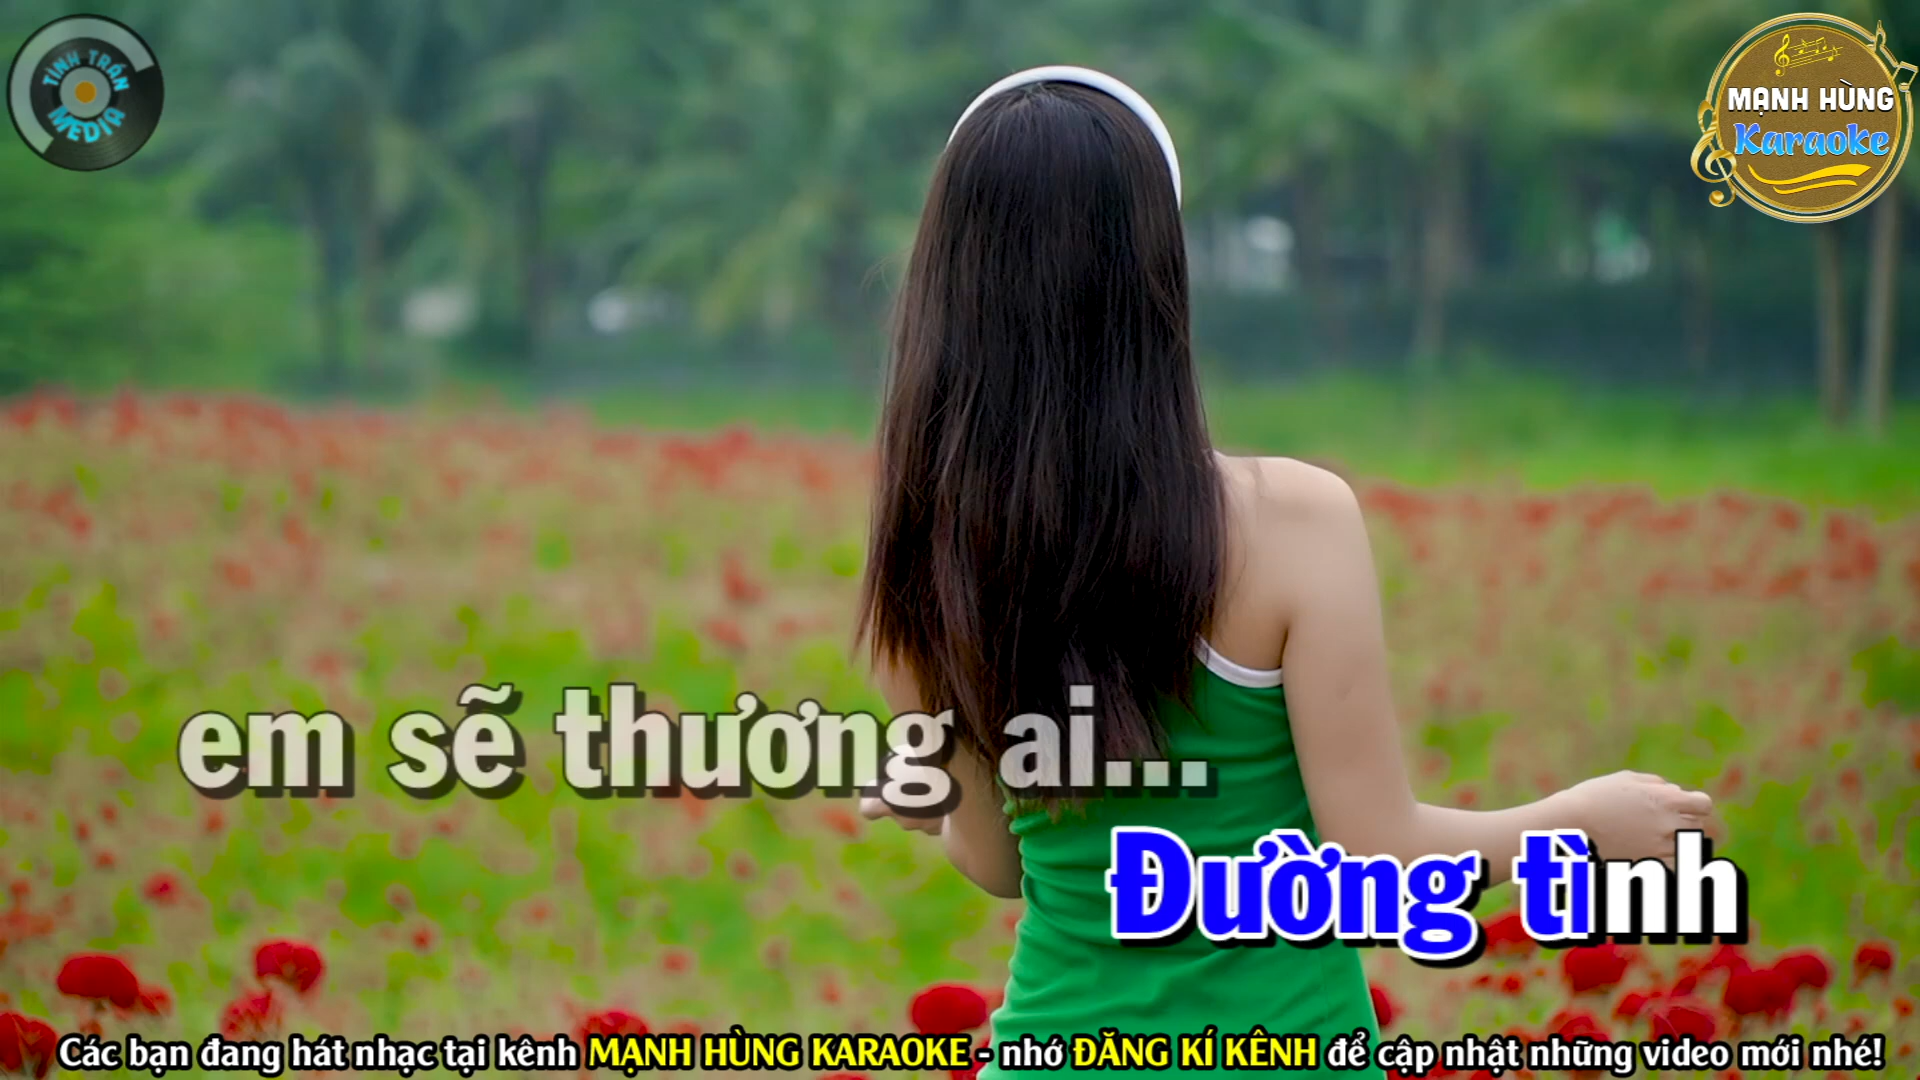 TÌNH TRẦN
MEDIA
MẠNH HÙNG
Karaoke
em sẽ thương ai...
Đường tình
Các bạn đang hát nhạc tại kênh MẠNH HÙNG KARAOKE - nhớ ĐĂNG KÍ KÊNH để cập nhật những video mới nhé!